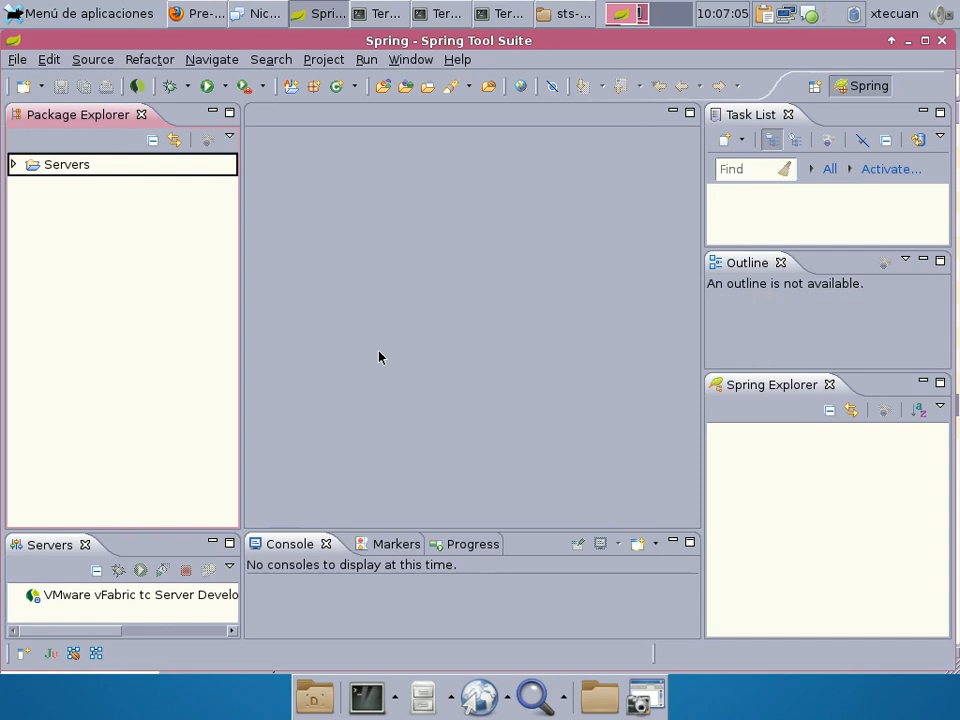 Menú de aplicaciones
Pre-...
Nic...
Spri...
Ter...
Ter...
Ter...
sts-...
10:07:05
xtecuan
Spring - Spring Tool Suite
File Edit Source Refactor Navigate Search Project Run Window Help
Spring
Package Explorer
Servers
Task List
Find
All
Activate...
Outline
An outline is not available.
Spring Explorer
Servers
VMware vFabric tc Server Develo
Console
Markers
Progress
No consoles to display at this time.